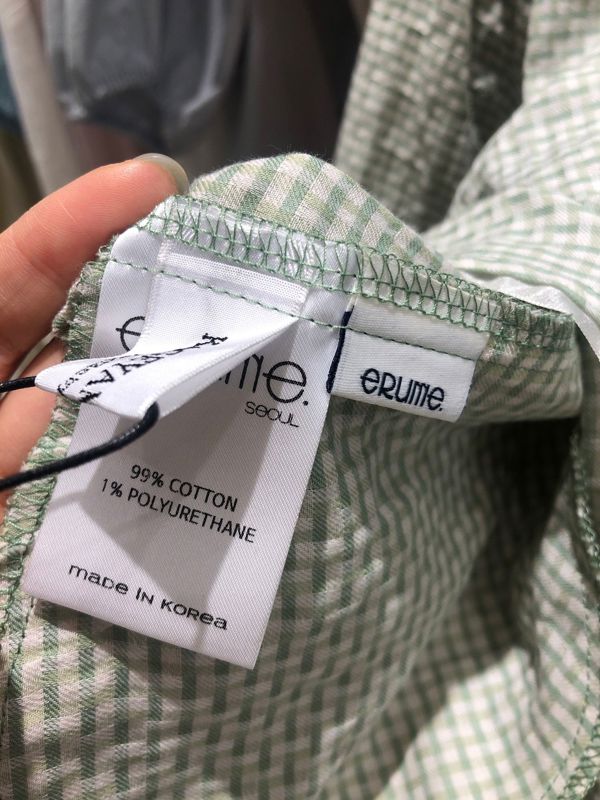 erume.
SEOUL
99% COTTON
1% POLYURETHANE
made in Korea
erume.